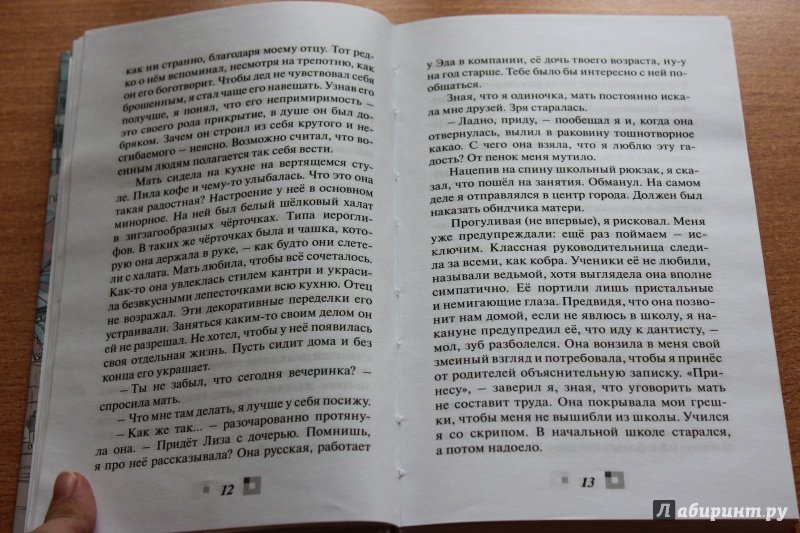 как ни странно, благодаря моему отцу. Тот ред-
ко о нём вспоминал, несмотря на трепотню, как
он его боготворит. Чтобы дед не чувствовал себя
брошенным, я стал чаще его навещать. Узнав его
получше, я понял, что его непримиримость –
это своего рода прикрытие, в душе он был до-
бряком. Зачем он строил из себя крутого и не-
сгибаемого – неясно. Возможно считал, что во-
енным людям полагается так себя вести.
Мать сидела на кухне на вертящемся сту-
ле. Пила кофе и чему-то улыбалась. Что это она
такая радостная? Настроение у неё в основном
минорное. На ней был белый шёлковый халат
в зигзагообразных чёрточках. Типа иерогли-
фов. В таких же чёрточках была и чашка, кото-
рую она держала в руке, – как будто они слете-
ли с халата. Мать любила, чтобы всё сочеталось.
Как-то она увлеклась стилем кантри и украси-
ла безвкусными лепесточками всю кухню. Отец
не возражал. Эти декоративные переделки его
устраивали. Заняться каким-то своим делом он
ей не разрешал. Не хотел, чтобы у неё появилась
своя отдельная жизнь. Пусть сидит дома и без
конца его украшает.
– Ты не забыл, что сегодня вечеринка? –
спросила мать.
– Что мне там делать, я лучше у себя посижу.
– Как же так... – разочарованно протяну-
ла она. – Придёт Лиза с дочерью. Помнишь,
я про неё рассказывала? Она русская, работает
12
у Эда в компании, её дочь твоего возраста, ну-у
на год старше. Тебе было бы интересно с ней по-
общаться.
Зная, что я одиночка, мать постоянно иска-
ла мне друзей. Зря старалась.
– Ладно, приду, – пообещал я и, когда она
отвернулась, вылил в раковину тошнотворное
какао. С чего она взяла, что я люблю эту га-
дость? От пенок меня мутило.
Нацепив на спину школьный рюкзак, я ска-
зал, что пошёл на занятия. Обманул. На самом
деле я отправлялся в центр города. Должен был
наказать обидчика матери.
Прогуливая (не впервые), я рисковал. Меня
уже предупреждали: ещё раз поймаем – ис-
ключим. Классная руководительница следи-
ла за всеми, как кобра. Ученики её не любили,
называли ведьмой, хотя выглядела она вполне
симпатично. Её портили лишь пристальные
и немигающие глаза. Предвидя, что она позво-
нит нам домой, если не явлюсь в школу, я на-
кануне предупредил её, что иду к дантисту, –
мол, зуб разболелся. Она вонзила в меня свой
змеиный взгляд и потребовала, чтобы я принёс
от родителей объяснительную записку. «При-
несу», – заверил я, зная, что уговорить мать
не составит труда. Она покрывала мои греш-
ки, чтобы меня не вышибли из школы. Учился
я со скрипом. В начальной школе старался,
а потом надоело.
13
Лабиринт.ру